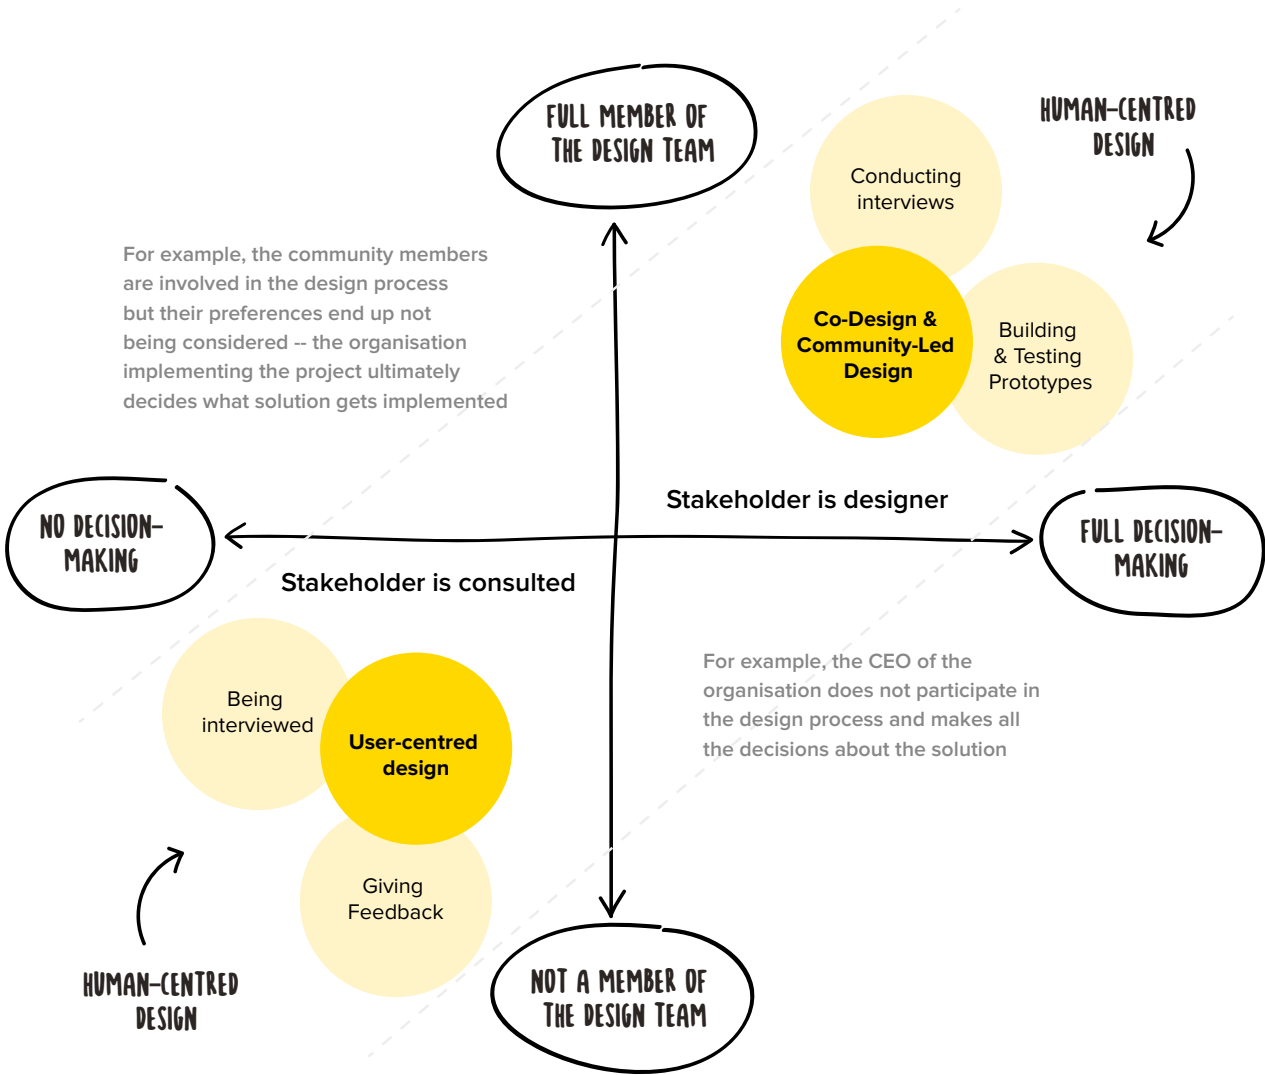 FULL MEMBER OF
THE DESIGN TEAM
HUMAN-CENTRED
DESIGN
Conducting
interviews
For example, the community members
are involved in the design process
but their preferences end up not
being considered -- the organisation
implementing the project ultimately
decides what solution gets implemented
Co-Design &
Community-Led
Design
Building
& Testing
Prototypes
NO DECISION-
MAKING
Stakeholder is designer
FULL DECISION-
MAKING
Stakeholder is consulted
Being
interviewed
User-centred
design
For example, the CEO of the
organisation does not participate in
the design process and makes all
the decisions about the solution
Giving
Feedback
HUMAN-CENTRED
DESIGN
NOT A MEMBER OF
THE DESIGN TEAM